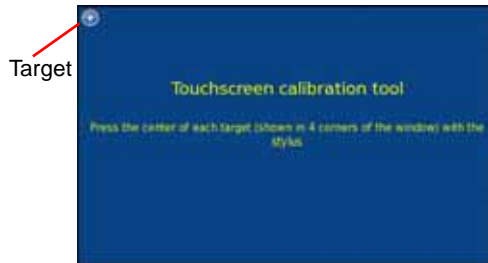 Target
Touchscreen calibration tool
Press the center of each target (shown in 4 corners of the window) with the
stylus